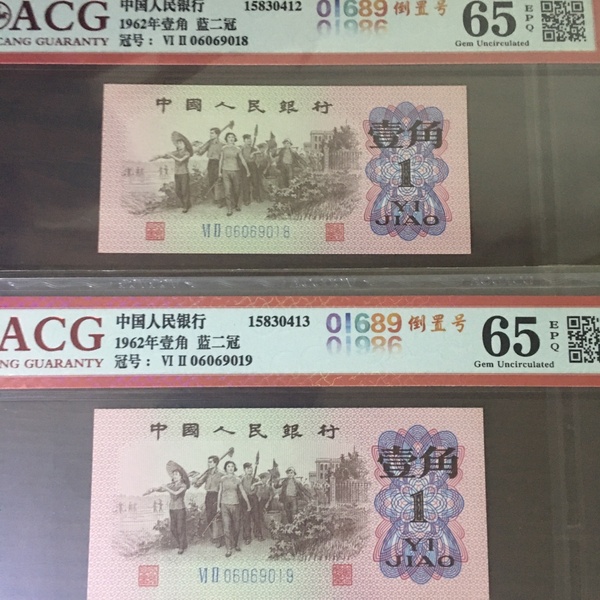 ACG 中国人民银行 15830412 01689 倒置号 65 EPQ
1962年壹角 蓝二冠 01689 Gem Uncirculated
CANG GUARANTY 冠号： VI II 06069018
中國人民銀行
壹角
1
YI
JIAO
VI II 06069018
ACG 中国人民银行 15830413 01689 倒置号 65 EPQ
1962年壹角 蓝二冠 01689 Gem Uncirculated
CANG GUARANTY 冠号： VI II 06069019
中國人民銀行
壹角
1
YI
JIAO
VI II 06069019